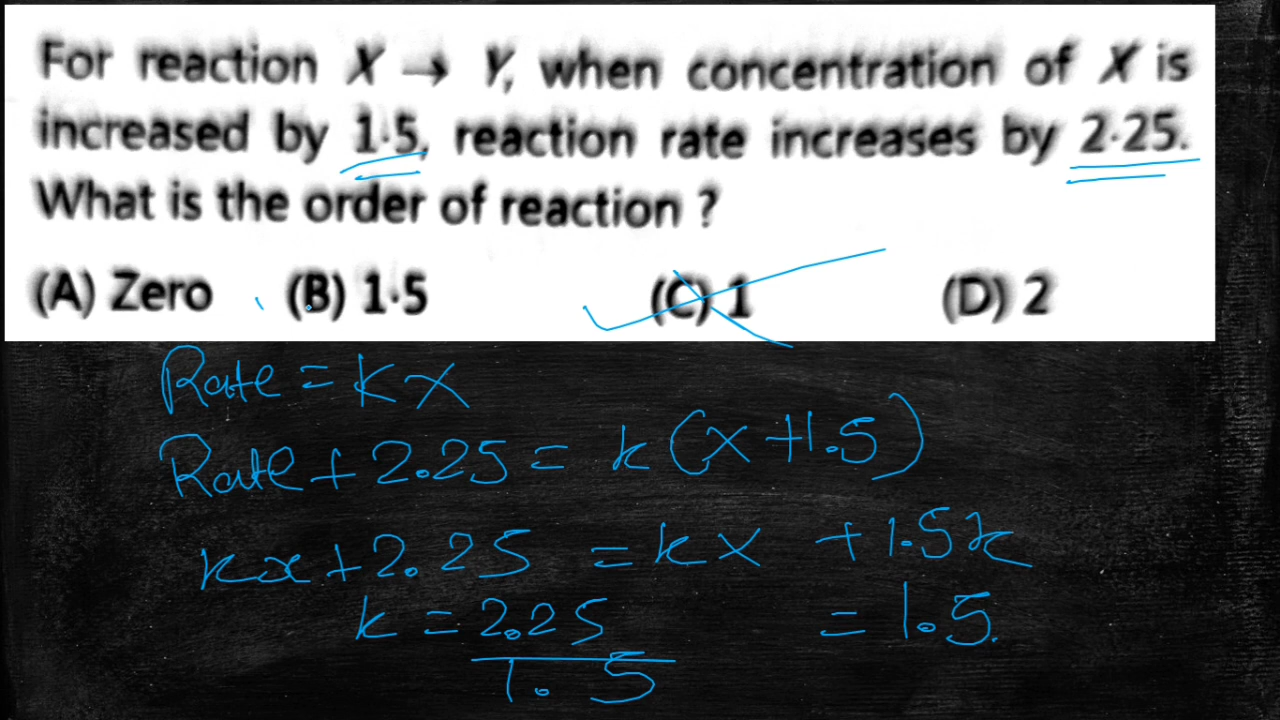 For reaction X → Y, when concentration of X is
increased by 1·5, reaction rate increases by 2·25.
What is the order of reaction ?
(A) Zero (B) 1·5 (C) 1 (D) 2
Rate = kx
Rate + 2.25 = k(x+1.5)
kx + 2.25 = kx + 1.5k
k = 2.25 = 1.5.
1.5